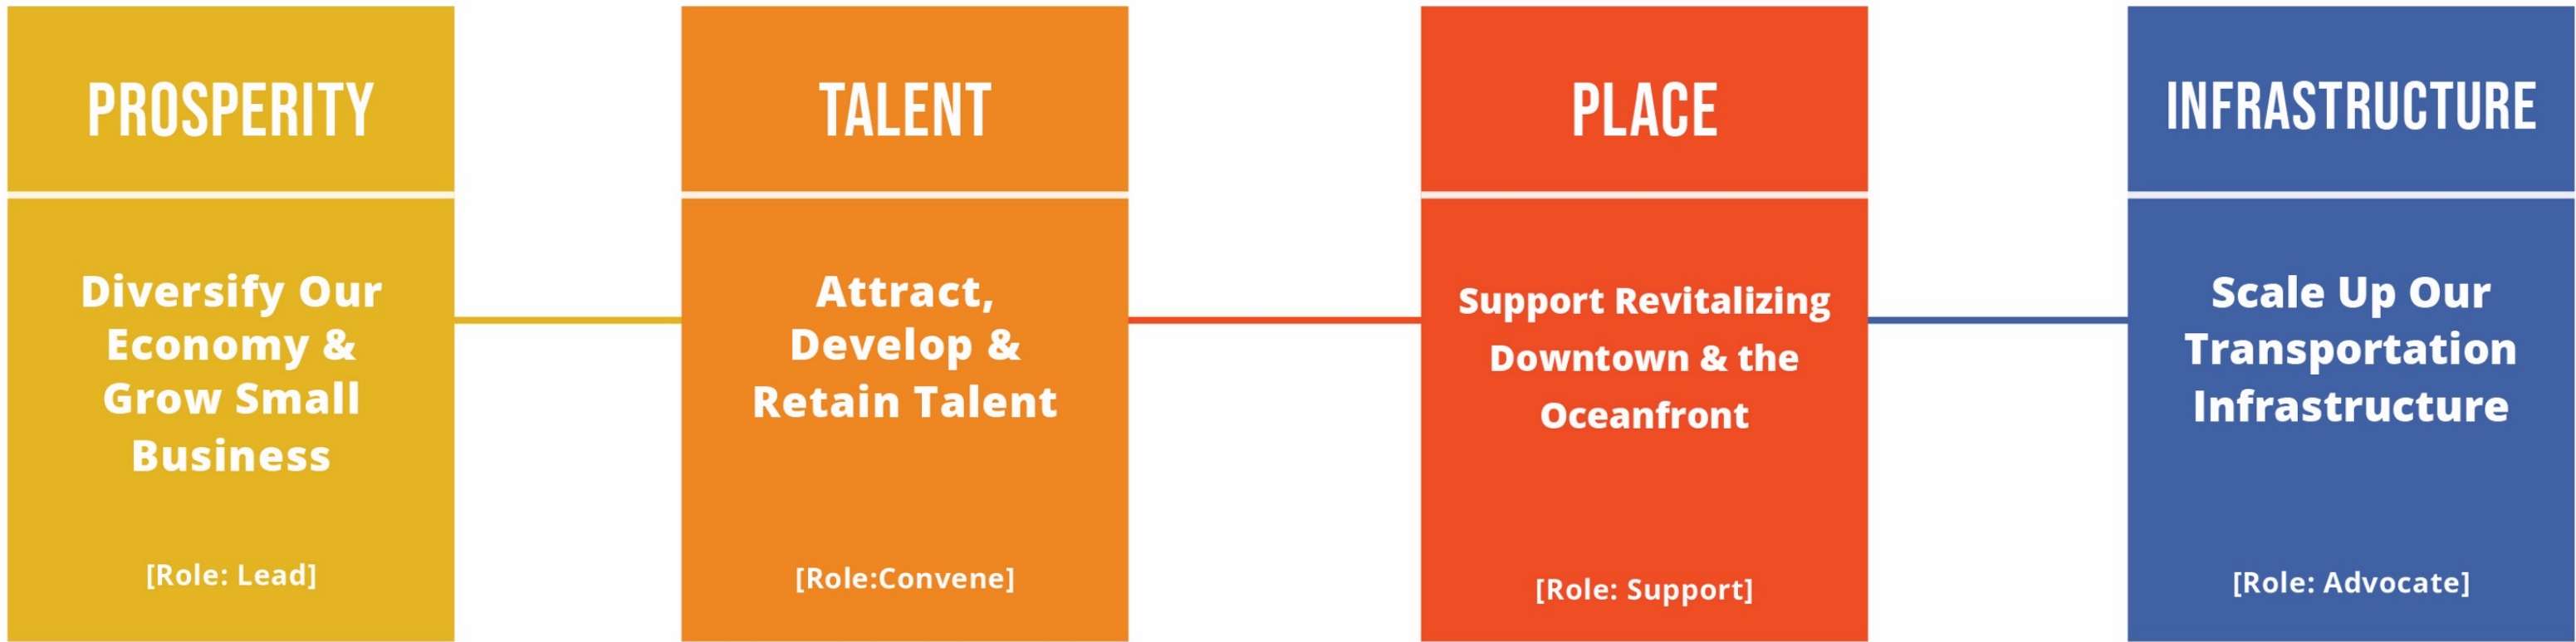 PROSPERITY
Diversify Our
Economy &
Grow Small
Business
[Role: Lead]
TALENT
Attract,
Develop &
Retain Talent
[Role:Convene]
PLACE
Support Revitalizing
Downtown & the
Oceanfront
[Role: Support]
INFRASTRUCTURE
Scale Up Our
Transportation
Infrastructure
[Role: Advocate]